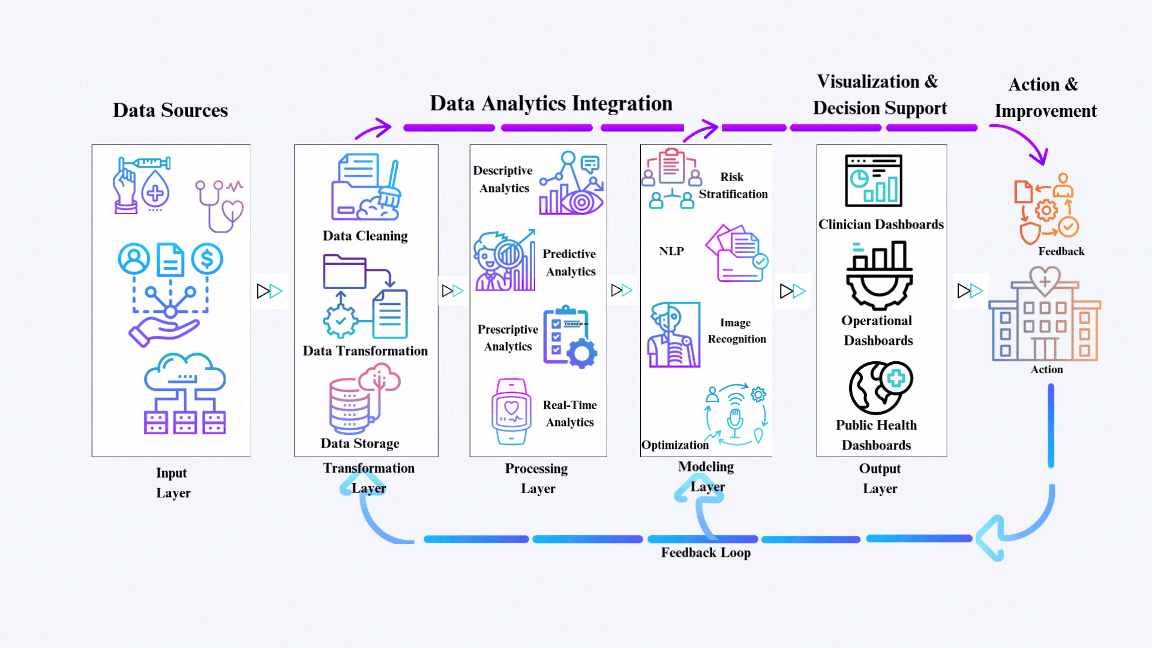 Data Sources
Data Analytics Integration
Visualization &
Decision Support
Action &
Improvement
Data Cleaning
Data Transformation
Data Storage
Descriptive
Analytics
Predictive
Analytics
Prescriptive
Analytics
Real-Time
Analytics
Risk
Stratification
NLP
Image
Recognition
Optimization
Clinician Dashboards
Operational
Dashboards
Public Health
Dashboards
Feedback
Action
Input
Layer
Transformation
Layer
Processing
Layer
Modeling
Layer
Output
Layer
Feedback Loop